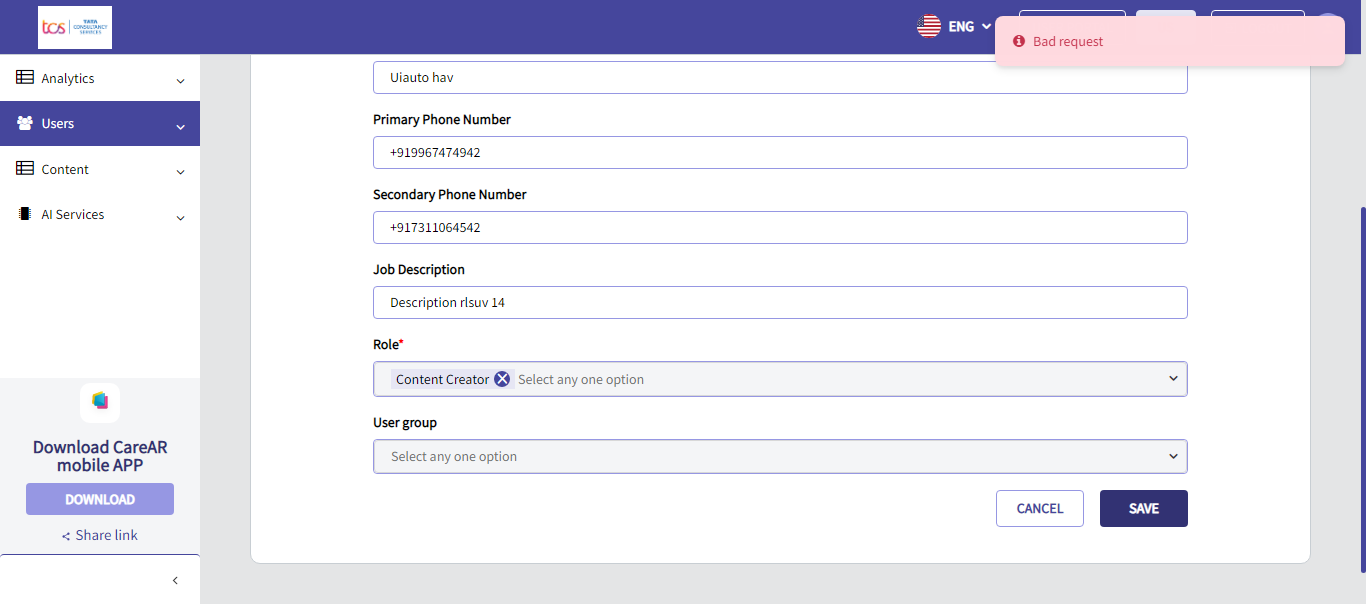 tcs TATA
CONSULTANCY
SERVICES
ENG
Bad request
Analytics
Users
Content
AI Services
Download CareAR
mobile APP
DOWNLOAD
Share link
Uiauto hav
Primary Phone Number
+919967474942
Secondary Phone Number
+917311064542
Job Description
Description rlsuv 14
Role*
Content Creator Select any one option
User group
Select any one option
CANCEL SAVE